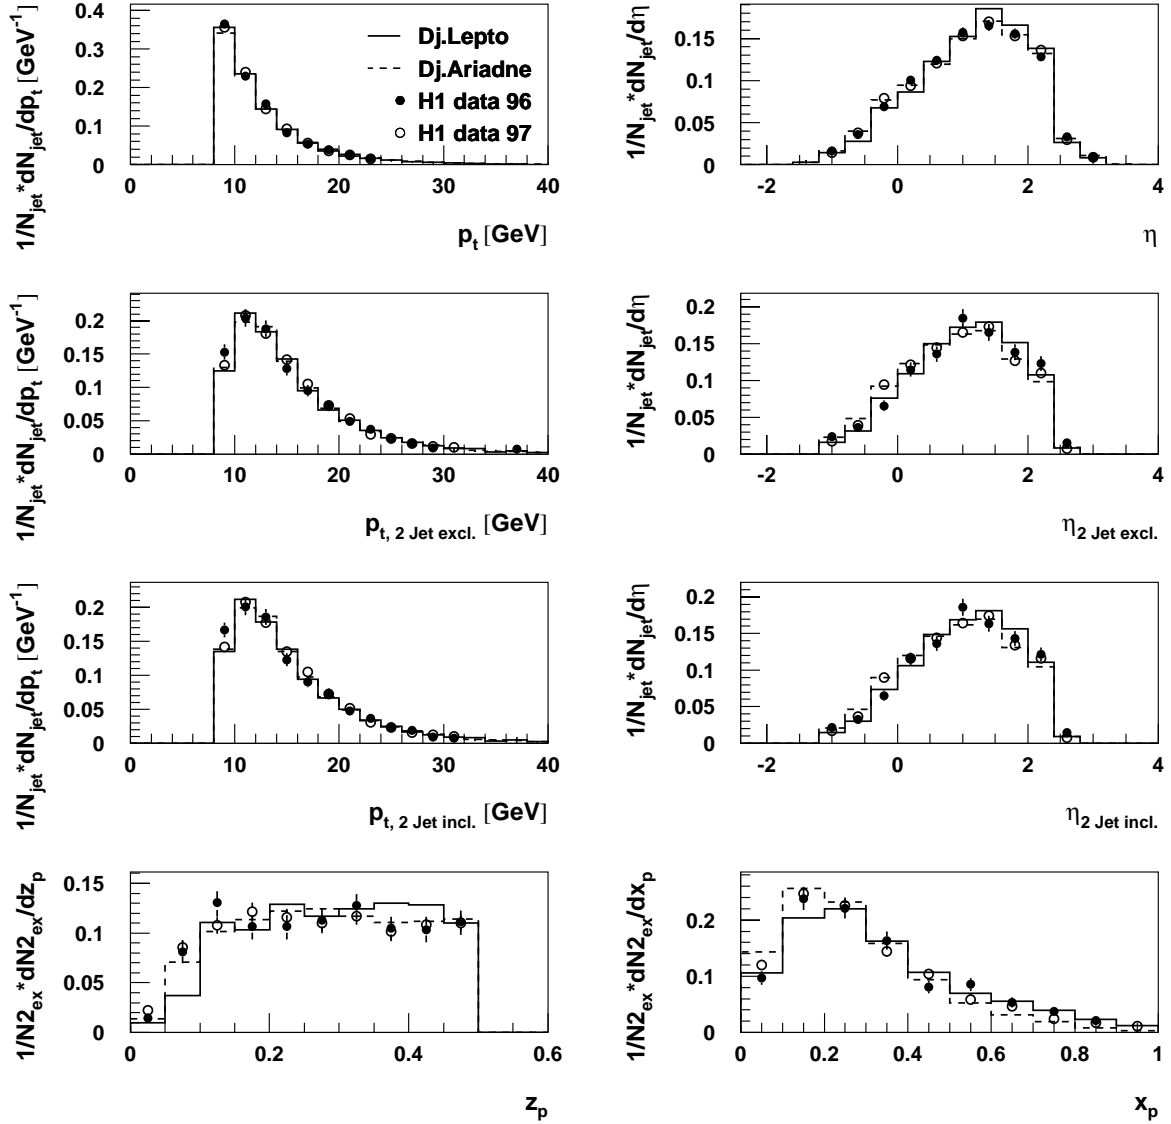 1/N_jet*dN_jet/dp_t [GeV^-1]
0.4
0.3
0.2
0.1
0
Dj.Lepto
Dj.Ariadne
H1 data 96
H1 data 97
0 10 20 30 40
p_t [GeV]
1/N_jet*dN_jet/dη
0.15
0.1
0.05
0
-2 0 2 4
η
1/N_jet*dN_jet/dp_t [GeV^-1]
0.2
0.15
0.1
0.05
0
0 10 20 30 40
p_t, 2 Jet excl. [GeV]
1/N_jet*dN_jet/dη
0.2
0.15
0.1
0.05
0
-2 0 2 4
η_2 Jet excl.
1/N_jet*dN_jet/dp_t [GeV^-1]
0.2
0.15
0.1
0.05
0
0 10 20 30 40
p_t, 2 Jet incl. [GeV]
1/N_jet*dN_jet/dη
0.2
0.15
0.1
0.05
0
-2 0 2 4
η_2 Jet incl.
1/N2_ex*dN2_ex/dz_p
0.15
0.1
0.05
0
0 0.2 0.4 0.6
z_p
1/N2_ex*dN2_ex/dx_p
0.2
0.1
0
0 0.2 0.4 0.6 0.8 1
x_p